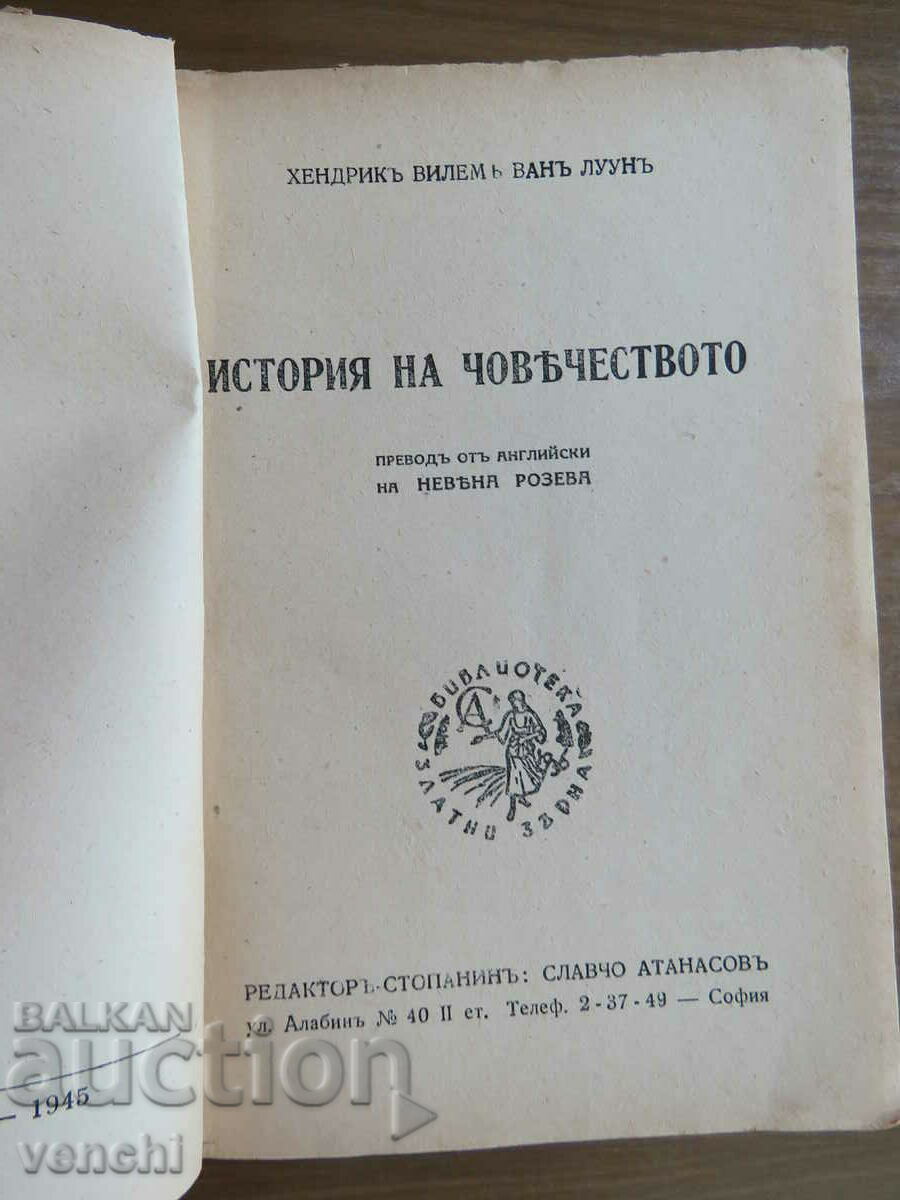 ХЕНДРИКЪ ВИЛЕМЪ ВАНЪ ЛУУНЪ
ИСТОРИЯ НА ЧОВѢЧЕСТВОТО
ПРЕВОДЪ ОТЪ АНГЛИЙСКИ
НА НЕВѢНА РОЗЕВА
БИБЛИОТЕКА
ЗЛАТНИ ЗЪРНА
РЕДАКТОРЪ-СТОПАНИНЪ: СЛАВЧО АТАНАСОВЪ
ул. Алабинъ № 40 II ет. Телеф. 2-37-49 — София
— 1945
BALKAN
auction
venchi